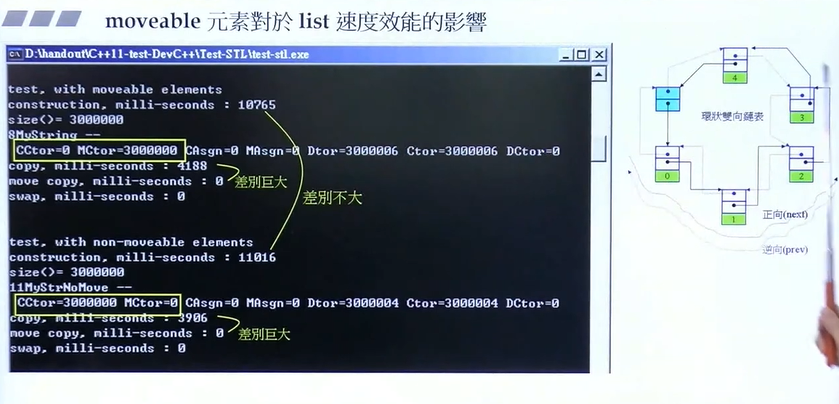 moveable 元素對於 list 速度效能的影響
D:\handout\C++11-test-DevC++\Test-STL\test-stl.exe
test, with moveable elements
construction, milli-seconds : 10765
size()= 3000000
8MyString --
CCtor=0 MCtor=3000000 CAsgn=0 MAsgn=0 Dtor=3000006 Ctor=3000006 DCtor=0
copy, milli-seconds : 4188
move copy, milli-seconds : 0 差別巨大
swap, milli-seconds : 0
差別不大
test, with non-moveable elements
construction, milli-seconds : 11016
size()= 3000000
11MyStrNoMove --
CCtor=3000000 MCtor=0 CAsgn=0 MAsgn=0 Dtor=3000004 Ctor=3000004 DCtor=0
copy, milli-seconds : 3906
move copy, milli-seconds : 0 差別巨大
swap, milli-seconds : 0
4
3
環狀雙向鏈表
0
2
1
正向(next)
逆向(prev)